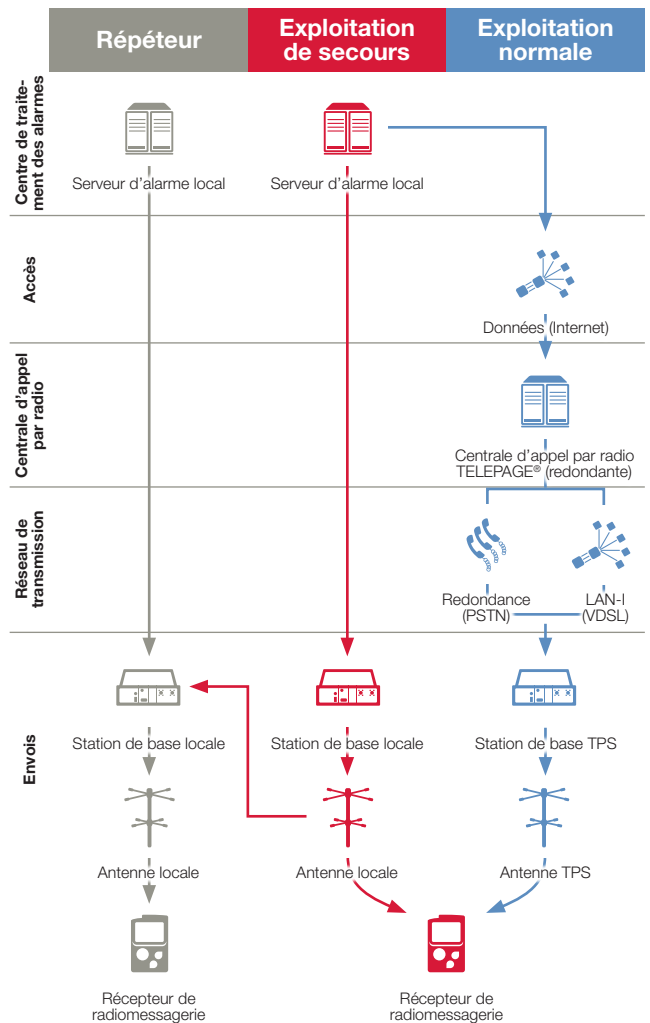 Répéteur
Exploitation
de secours
Exploitation
normale
Centre de traite-
ment des alarmes
Serveur d'alarme local
Serveur d'alarme local
Accès
Données (Internet)
Centrale d'appel
par radio
Centrale d'appel par radio
TELEPAGE® (redondante)
Réseau de
transmission
Redondance
(PSTN)
LAN-I
(VDSL)
Envois
Station de base locale
Station de base locale
Station de base TPS
Antenne locale
Antenne locale
Antenne TPS
Récepteur de
radiomessagerie
Récepteur de
radiomessagerie